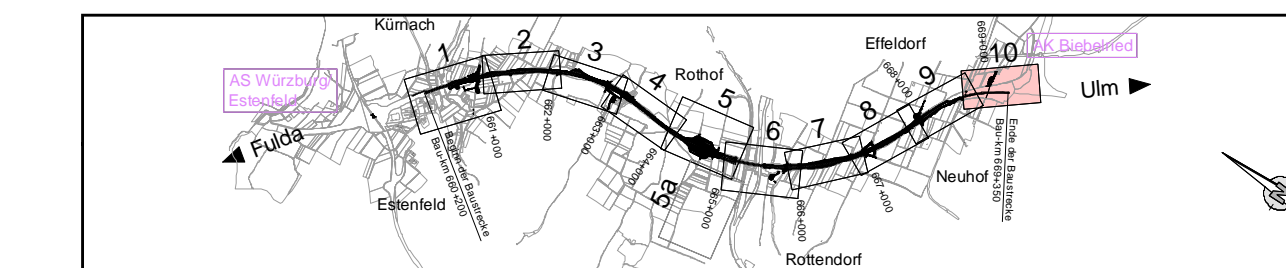 Kürnach
1
2
3
4
Rothof
5
5a
6
7
8
9
10
Effeldorf
AK Biebelried
AS Würzburg/
Estenfeld
Fulda
Ulm
Estenfeld
Neuhof
Rottendorf
Beginn der Baustrecke
Bau-km 660+200
661+000
662+000
663+000
664+000
665+000
666+000
667+000
668+000
669+000
Ende der Baustrecke
Bau-km 669+350
N